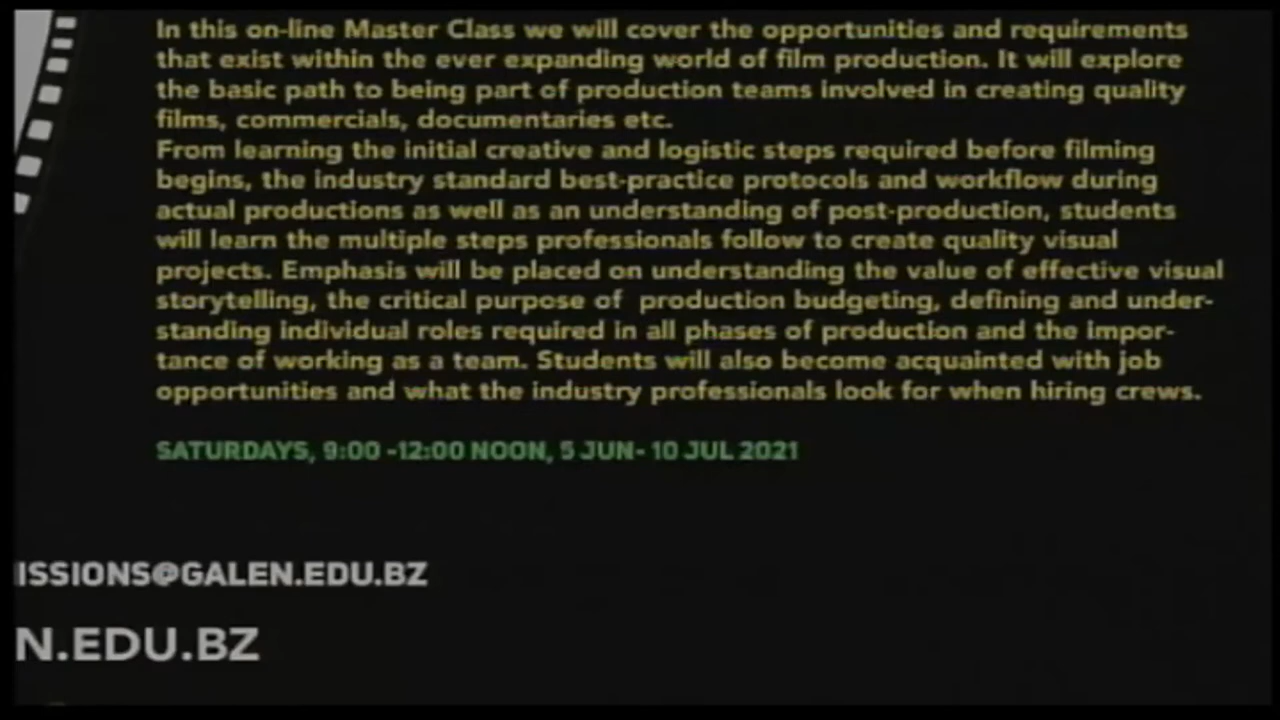 In this on-line Master Class we will cover the opportunities and requirements
that exist within the ever expanding world of film production. It will explore
the basic path to being part of production teams involved in creating quality
films, commercials, documentaries etc.
From learning the initial creative and logistic steps required before filming
begins, the industry standard best-practice protocols and workflow during
actual productions as well as an understanding of post-production, students
will learn the multiple steps professionals follow to create quality visual
projects. Emphasis will be placed on understanding the value of effective visual
storytelling, the critical purpose of  production budgeting, defining and under-
standing individual roles required in all phases of production and the impor-
tance of working as a team. Students will also become acquainted with job
opportunities and what the industry professionals look for when hiring crews.
SATURDAYS, 9:00 -12:00 NOON, 5 JUN- 10 JUL 2021
ISSIONS@GALEN.EDU.BZ
N.EDU.BZ